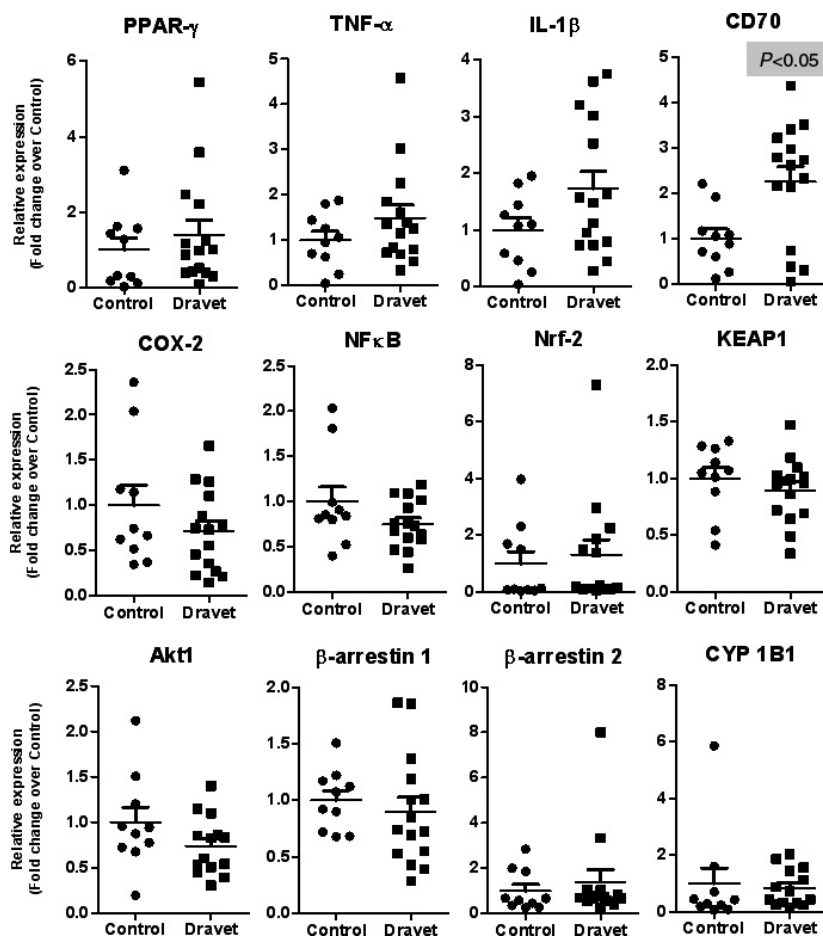 PPAR-γ TNF-α IL-1β CD70
P<0.05
Relative expression
(Fold change over Control)
6 5 4 5
4 4 3 4
3 3
2 2 2 2
1 1 1
0 0 0 0
Control Dravet Control Dravet Control Dravet Control Dravet
COX-2 NFκB Nrf-2 KEAP1
Relative expression
(Fold change over Control)
2.5 2.5 8 2.0
2.0 2.0 6 1.5
1.5 1.5 4 1.0
1.0 1.0 2 0.5
0.5 0.5
0.0 0.0 0 0.0
Control Dravet Control Dravet Control Dravet Control Dravet
Akt1 β-arrestin 1 β-arrestin 2 CYP 1B1
Relative expression
(Fold change over Control)
2.5 2.0 10 8
2.0 1.5 8 6
1.5 1.0 6 4
1.0 0.5 4 2
0.5 2
0.0 0.0 0 0
Control Dravet Control Dravet Control Dravet Control Dravet